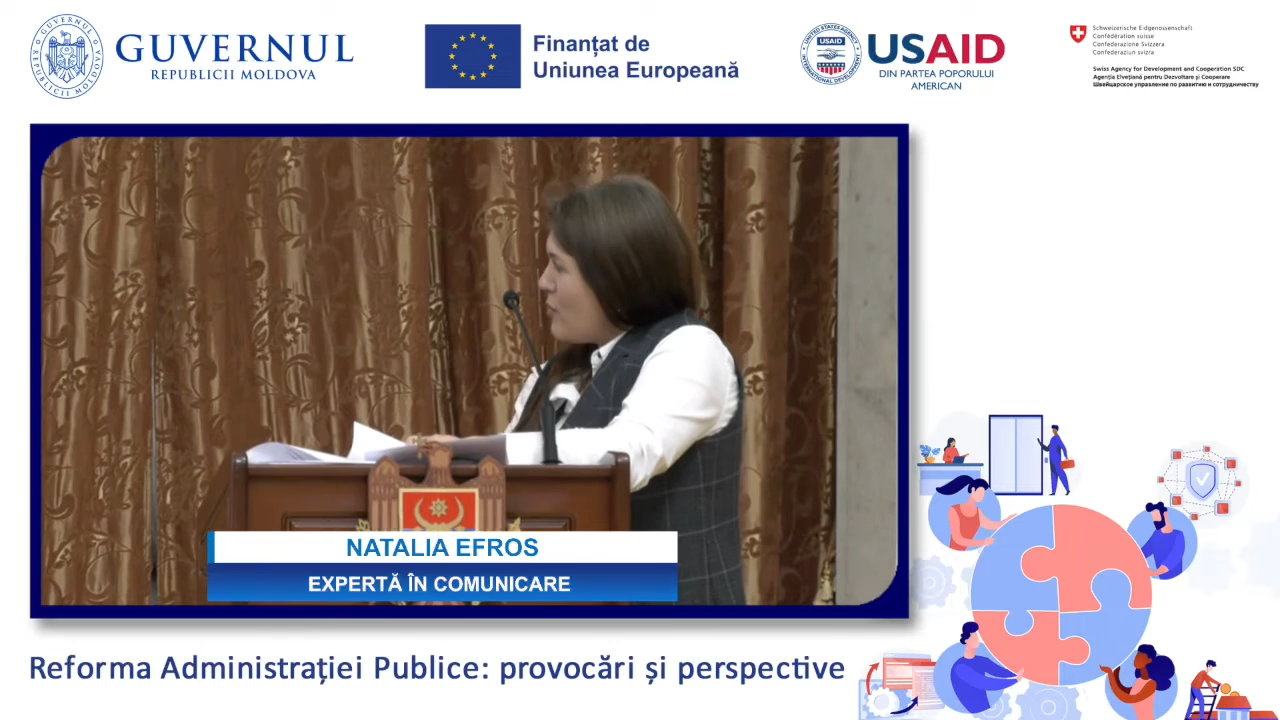 GUVERNUL
REPUBLICII MOLDOVA
Finanțat de
Uniunea Europeană
USAID
USAID
DIN PARTEA POPORULUI
AMERICAN
Schweizerische Eidgenossenschaft
Confédération suisse
Confederazione Svizzera
Confederaziun svizra
Swiss Agency for Development and Cooperation SDC
Agenția Elvețiană pentru Dezvoltare și Cooperare
Швейцарское управление по развитию и сотрудничеству
NATALIA EFROS
EXPERTĂ ÎN COMUNICARE
Reforma Administrației Publice: provocări și perspective